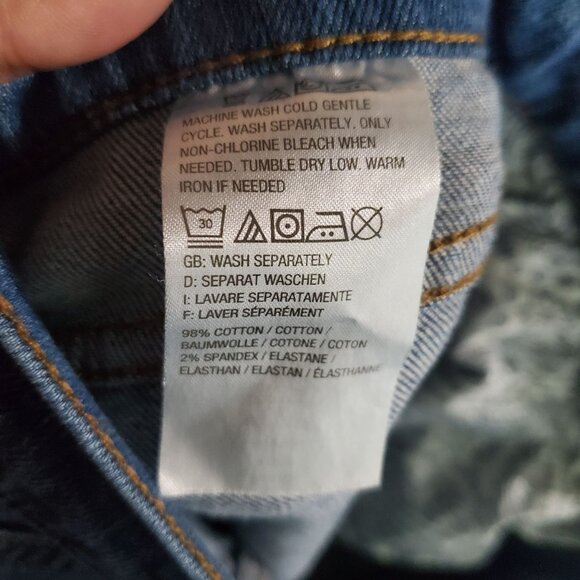 MACHINE WASH COLD GENTLE
CYCLE. WASH SEPARATELY. ONLY
NON-CHLORINE BLEACH WHEN
NEEDED. TUMBLE DRY LOW. WARM
IRON IF NEEDED
30
GB: WASH SEPARATELY
D: SEPARAT WASCHEN
I: LAVARE SEPARATAMENTE
F: LAVER SÉPARÉMENT
98% COTTON / COTTON /
BAUMWOLLE / COTONE / COTON
2% SPANDEX / ELASTANE /
ELASTHAN / ELASTAN / ÉLASTHANNE